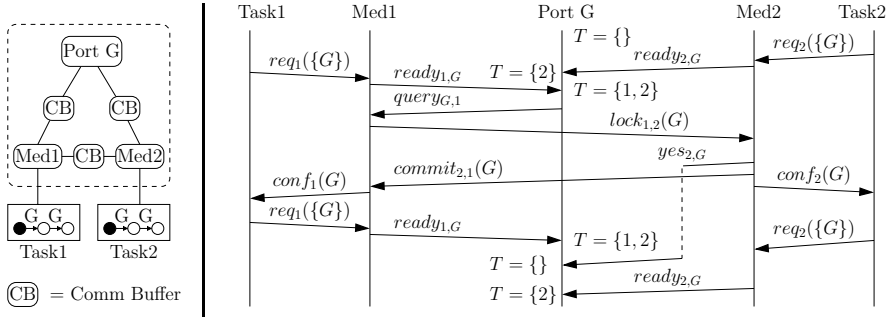 Port G
CB
CB
Med1
CB
Med2
G G
G G
Task1
Task2
CB = Comm Buffer
Task1 Med1 Port G Med2 Task2
T = {}
req₂({G})
req₁({G})
ready₂,G
ready₁,G
T = {2}
T = {1, 2}
query_G,1
lock₁,₂(G)
yes₂,G
commit₂,₁(G)
conf₁(G)
conf₂(G)
req₁({G})
ready₁,G
T = {1, 2}
req₂({G})
T = {}
ready₂,G
T = {2}